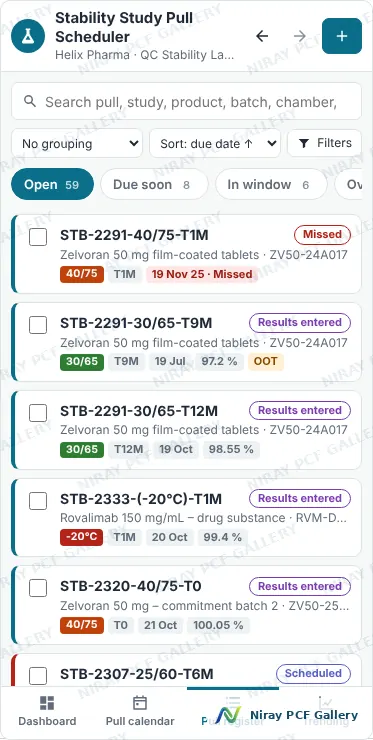 Stability Study Pull
Scheduler
Helix Pharma · QC Stability La...
Search pull, study, product, batch, chamber,
No grouping
Sort: due date ↑
Filters
Open 59
Due soon 8
In window 6
Ov
STB-2291-40/75-T1M
Missed
Zelvoran 50 mg film-coated tablets · ZV50-24A017
40/75 T1M 19 Nov 25 · Missed
STB-2291-30/65-T9M
Results entered
Zelvoran 50 mg film-coated tablets · ZV50-24A017
30/65 T9M 19 Jul 97.2 % OOT
STB-2291-30/65-T12M
Results entered
Zelvoran 50 mg film-coated tablets · ZV50-24A017
30/65 T12M 19 Oct 98.55 %
STB-2333-(-20°C)-T1M
Results entered
Rovalimab 150 mg/mL – drug substance · RVM-D...
-20°C T1M 20 Oct 99.4 %
STB-2320-40/75-T0
Results entered
Zelvoran 50 mg – commitment batch 2 · ZV50-25...
40/75 T0 21 Oct 100.05 %
STB-2307-25/60-T6M
Scheduled
Dashboard
Pull calendar
Niray PCF Gallery
NIRAY PCF GALLERY